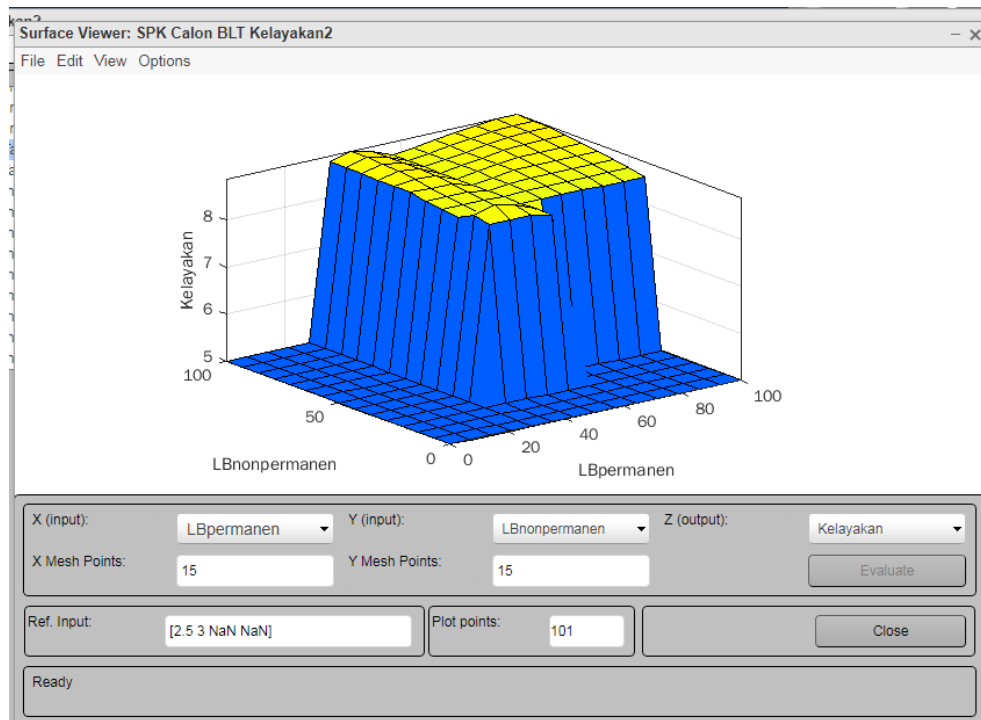 Surface Viewer: SPK Calon BLT Kelayakan2
File Edit View Options
8
7
6
5
Kelayakan
100
50
0
LBnonpermanen
0
20
40
60
80
100
LBpermanen
X (input): LBpermanen Y (input): LBnonpermanen Z (output): Kelayakan
X Mesh Points: 15 Y Mesh Points: 15 Evaluate
Ref. Input: [2.5 3 NaN NaN] Plot points: 101 Close
Ready